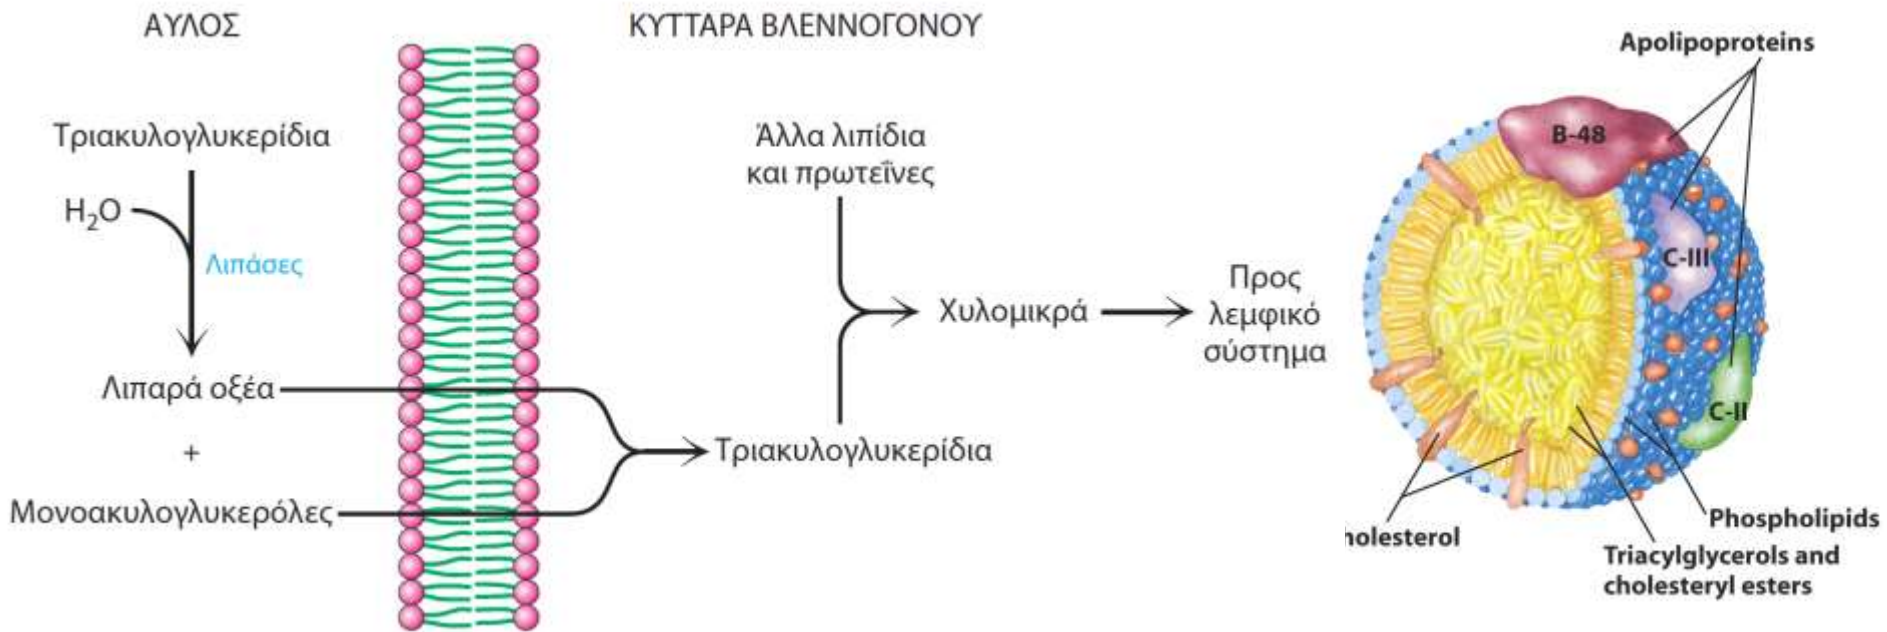 ΑΥΛΟΣ
ΚΥΤΤΑΡΑ ΒΛΕΝΝΟΓΟΝΟΥ
Τριακυλογλυκερίδια
H₂O
Λιπάσες
Λιπαρά οξέα
+
Μονοακυλογλυκερόλες
Άλλα λιπίδια
και πρωτεΐνες
Τριακυλογλυκερίδια
Χυλομικρά
Προς
λεμφικό
σύστημα
Apolipoproteins
B-48
C-III
C-II
holesterol
Phospholipids
Triacylglycerols and
cholesteryl esters